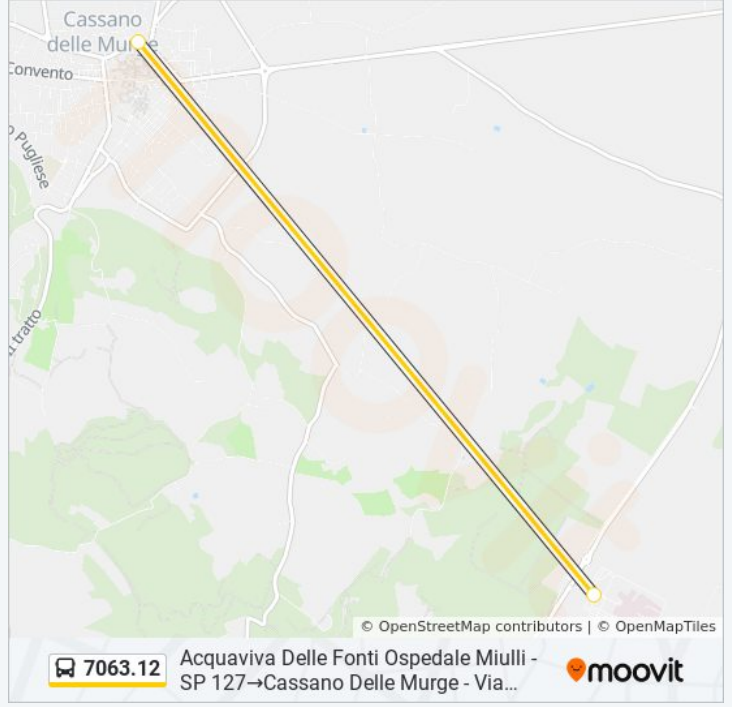 Cassano
delle Murge
Convento
o Pugliese
tratto
© OpenStreetMap contributors | © OpenMapTiles
7063.12
Acquaviva Delle Fonti Ospedale Miulli -
SP 127→Cassano Delle Murge - Via...
moovit